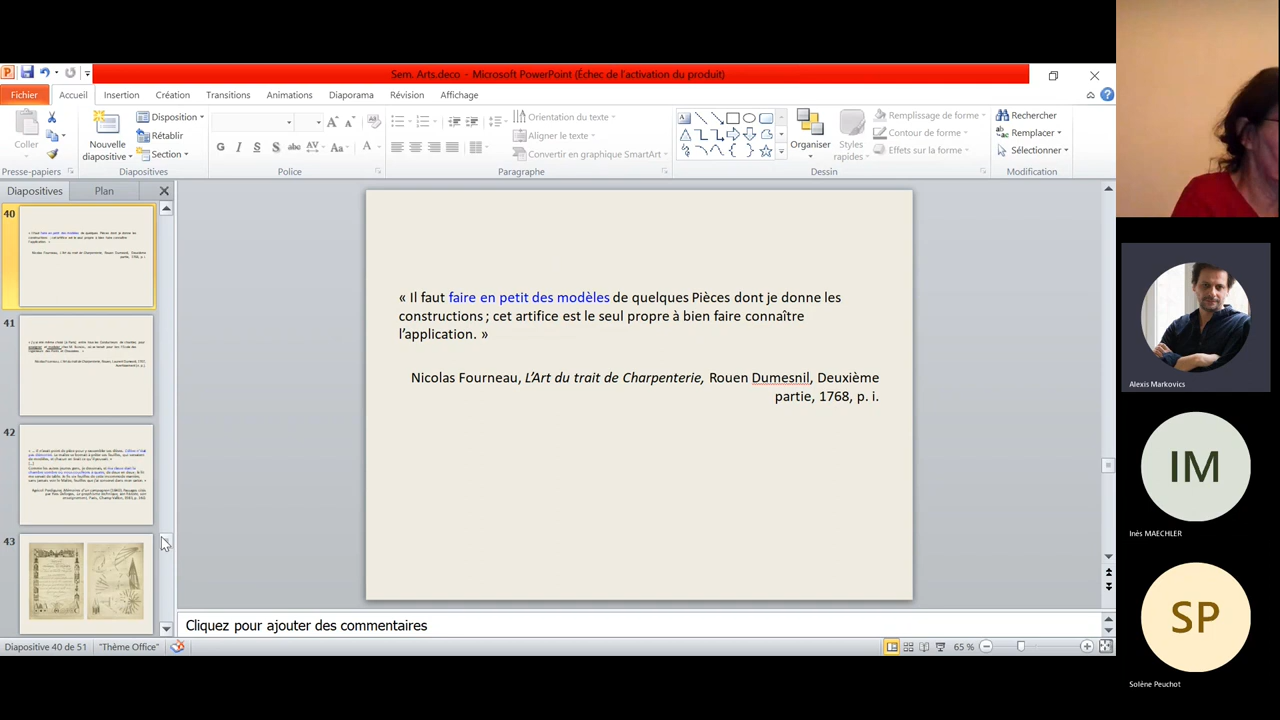 Sem. Arts.deco - Microsoft PowerPoint (Échec de l'activation du produit)
Fichier Accueil Insertion Création Transitions Animations Diaporama Révision Affichage
Coller
Presse-papiers
Nouvelle diapositive
Disposition
Rétablir
Section
Diapositives
G I S S abc AV Aa A
Police
Orientation du texte
Aligner le texte
Convertir en graphique SmartArt
Paragraphe
Organiser
Styles rapides
Remplissage de forme
Contour de forme
Effets sur la forme
Dessin
Rechercher
Remplacer
Sélectionner
Modification
Diapositives Plan
40
41
42
43
« Il faut faire en petit des modèles de quelques Pièces dont je donne les
constructions ; cet artifice est le seul propre à bien faire connaître
l'application. »
Nicolas Fourneau, L'Art du trait de Charpenterie, Rouen Dumesnil, Deuxième
partie, 1768, p. i.
Cliquez pour ajouter des commentaires
Diapositive 40 de 51 "Thème Office" 65 %
Alexis Markovics
IM
Inès MAECHLER
SP
Solène Peuchot